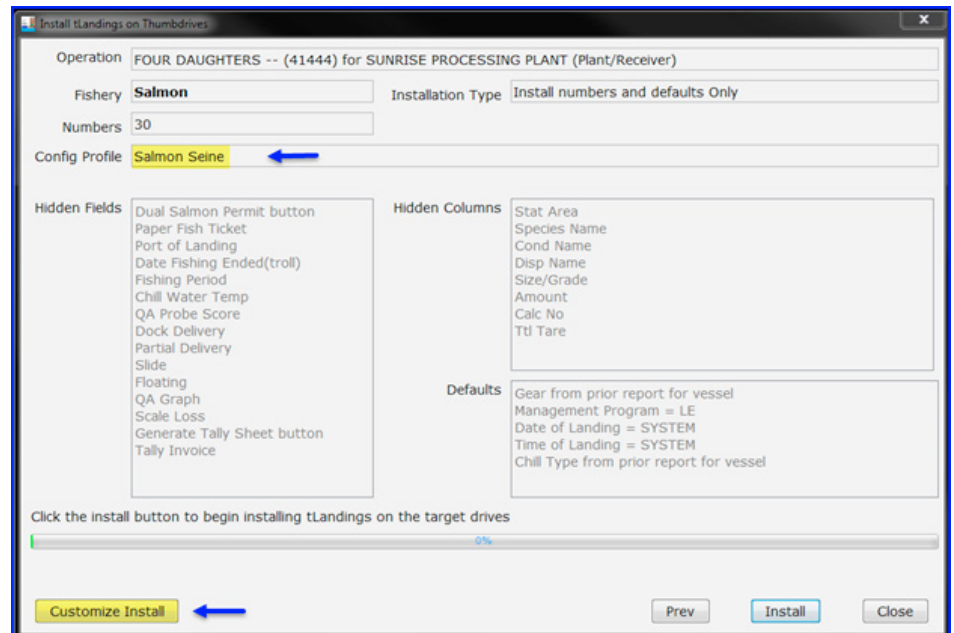 Install tLandings on Thumbdrives
x
Operation FOUR DAUGHTERS -- (41444) for SUNRISE PROCESSING PLANT (Plant/Receiver)
Fishery Salmon Installation Type Install numbers and defaults Only
Numbers 30
Config Profile Salmon Seine
Hidden Fields
Dual Salmon Permit button
Paper Fish Ticket
Port of Landing
Date Fishing Ended(troll)
Fishing Period
Chill Water Temp
QA Probe Score
Dock Delivery
Partial Delivery
Slide
Floating
QA Graph
Scale Loss
Generate Tally Sheet button
Tally Invoice
Hidden Columns
Stat Area
Species Name
Cond Name
Disp Name
Size/Grade
Amount
Calc No
Ttl Tare
Defaults
Gear from prior report for vessel
Management Program = LE
Date of Landing = SYSTEM
Time of Landing = SYSTEM
Chill Type from prior report for vessel
Click the install button to begin installing tLandings on the target drives
0%
Customize Install Prev Install Close